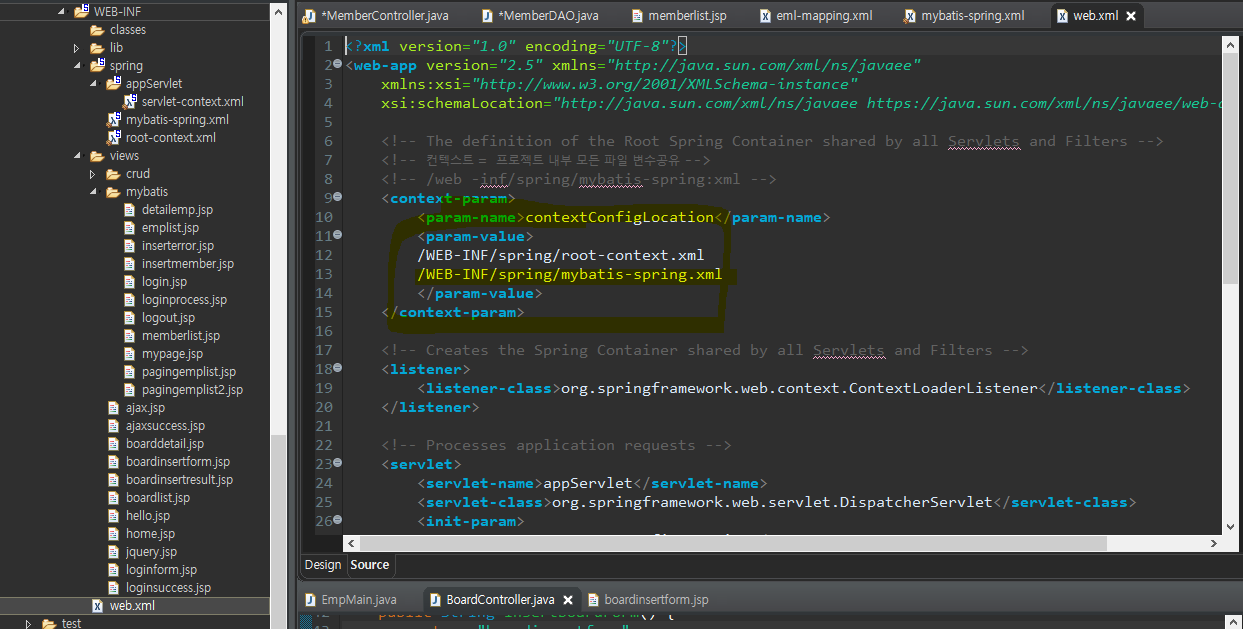 WEB-INF
classes
lib
spring
appServlet
servlet-context.xml
mybatis-spring.xml
root-context.xml
views
crud
mybatis
detailemp.jsp
emplist.jsp
inserterror.jsp
insertmember.jsp
login.jsp
loginprocess.jsp
logout.jsp
memberlist.jsp
mypage.jsp
pagingemplist.jsp
pagingemplist2.jsp
ajax.jsp
ajaxsuccess.jsp
boarddetail.jsp
boardinsertform.jsp
boardinsertresult.jsp
boardlist.jsp
hello.jsp
home.jsp
jquery.jsp
loginform.jsp
loginsuccess.jsp
web.xml
test
*MemberController.java *MemberDAO.java memberlist.jsp eml-mapping.xml mybatis-spring.xml web.xml
1 <?xml version="1.0" encoding="UTF-8"?>
2 <web-app version="2.5" xmlns="http://java.sun.com/xml/ns/javaee"
3 xmlns:xsi="http://www.w3.org/2001/XMLSchema-instance"
4 xsi:schemaLocation="http://java.sun.com/xml/ns/javaee https://java.sun.com/xml/ns/javaee/web-
5
6 <!-- The definition of the Root Spring Container shared by all Servlets and Filters -->
7 <!-- 컨텍스트 = 프로젝트 내부 모든 파일 변수공유 -->
8 <!-- /web -inf/spring/mybatis-spring:xml -->
9 <context-param>
10 <param-name>contextConfigLocation</param-name>
11 <param-value>
12 /WEB-INF/spring/root-context.xml
13 /WEB-INF/spring/mybatis-spring.xml
14 </param-value>
15 </context-param>
16
17 <!-- Creates the Spring Container shared by all Servlets and Filters -->
18 <listener>
19 <listener-class>org.springframework.web.context.ContextLoaderListener</listener-class>
20 </listener>
21
22 <!-- Processes application requests -->
23 <servlet>
24 <servlet-name>appServlet</servlet-name>
25 <servlet-class>org.springframework.web.servlet.DispatcherServlet</servlet-class>
26 <init-param>
Design Source
EmpMain.java BoardController.java boardinsertform.jsp